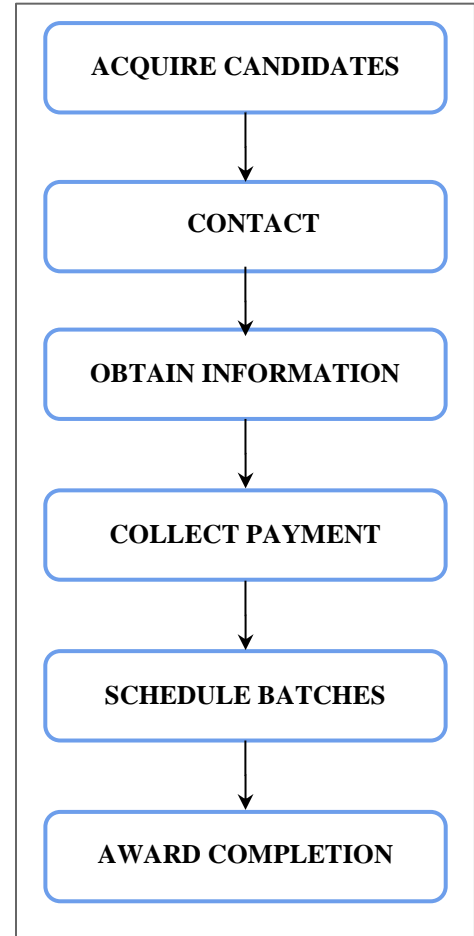 ACQUIRE CANDIDATES
CONTACT
OBTAIN INFORMATION
COLLECT PAYMENT
SCHEDULE BATCHES
AWARD COMPLETION